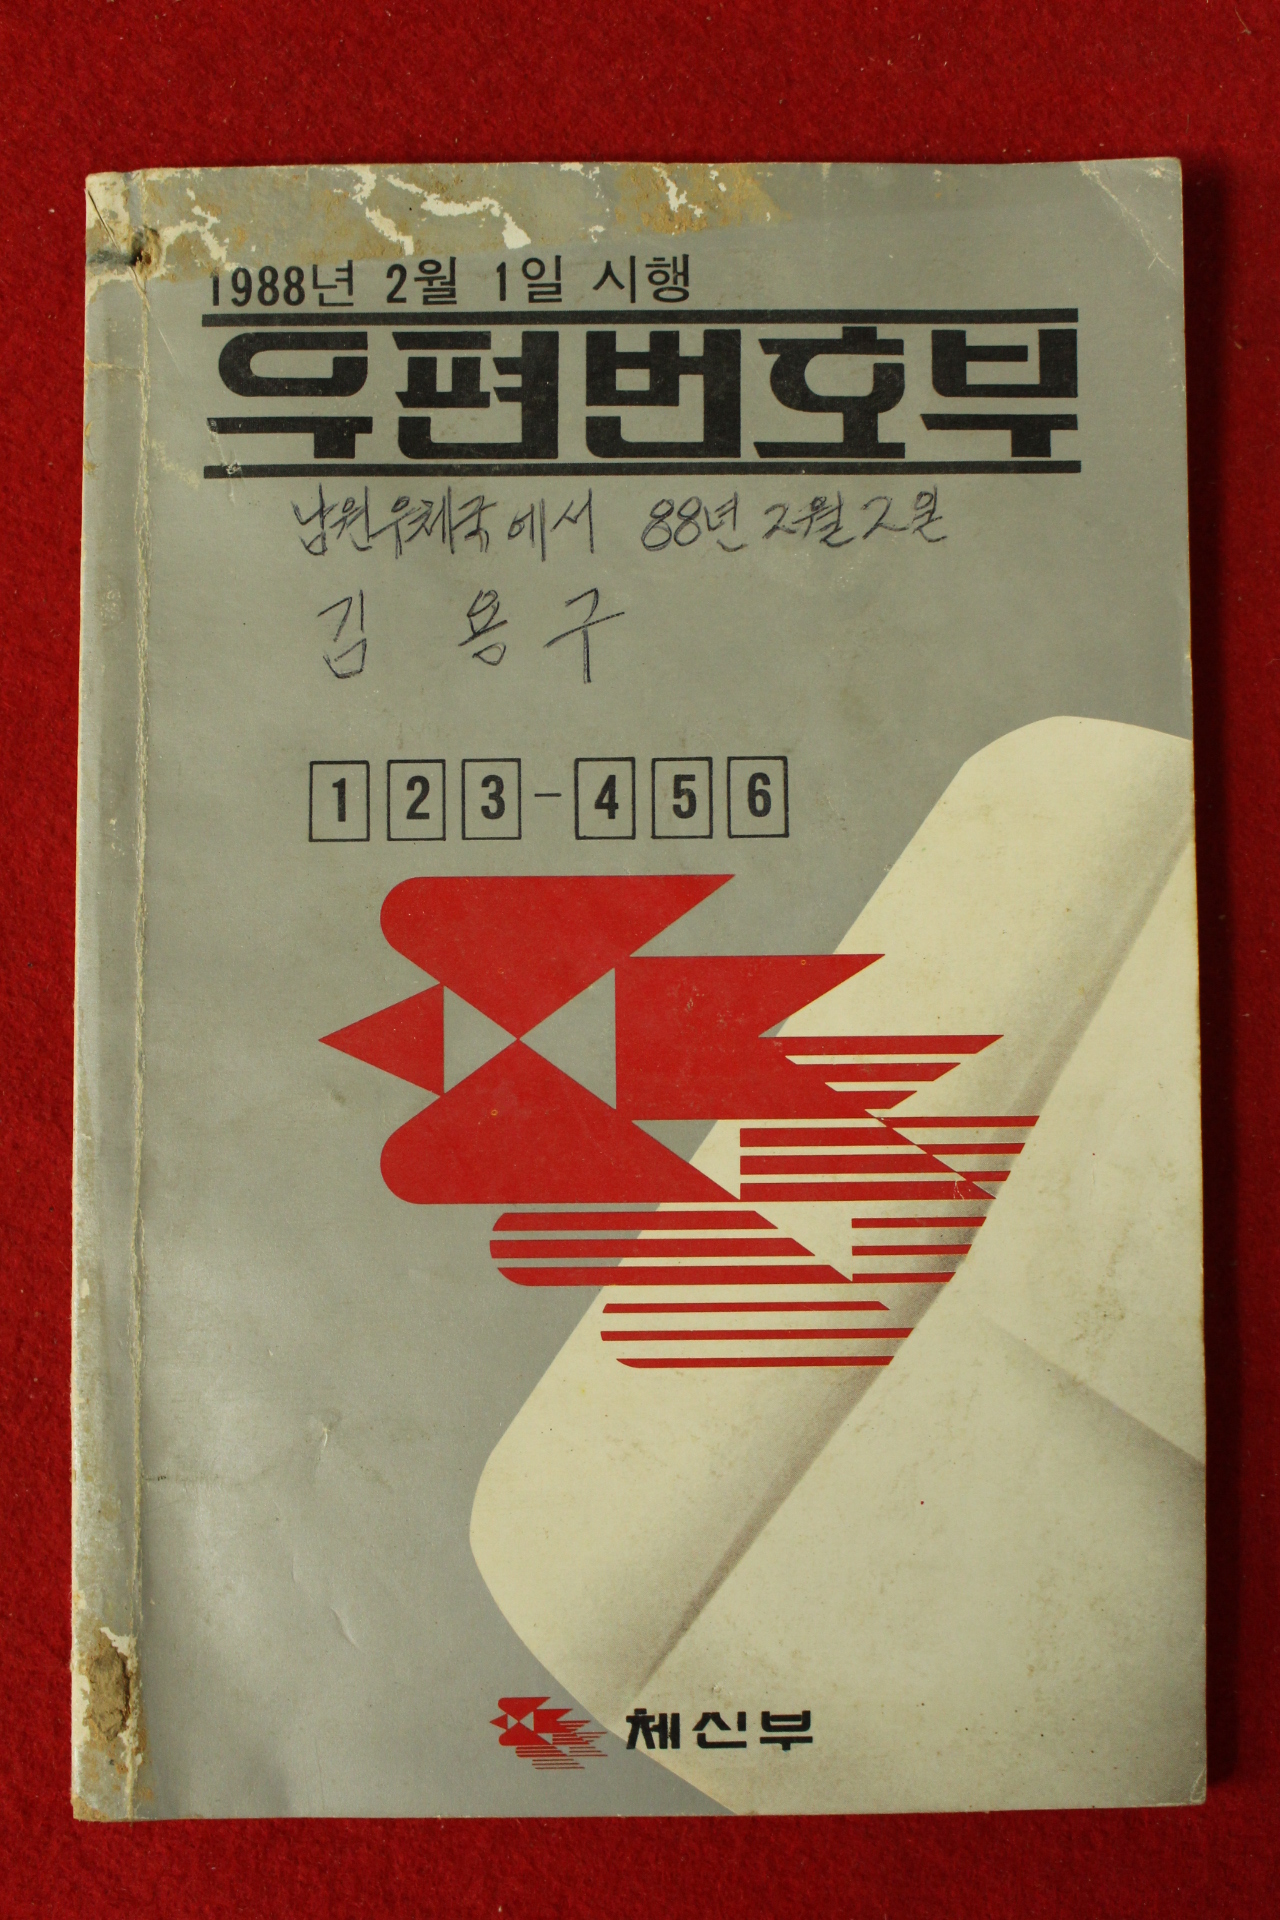 1988년 2월 1일 시행
우편번호부
남원우체국에서 88년 2월 2일
김 용 구
123-456
체신부